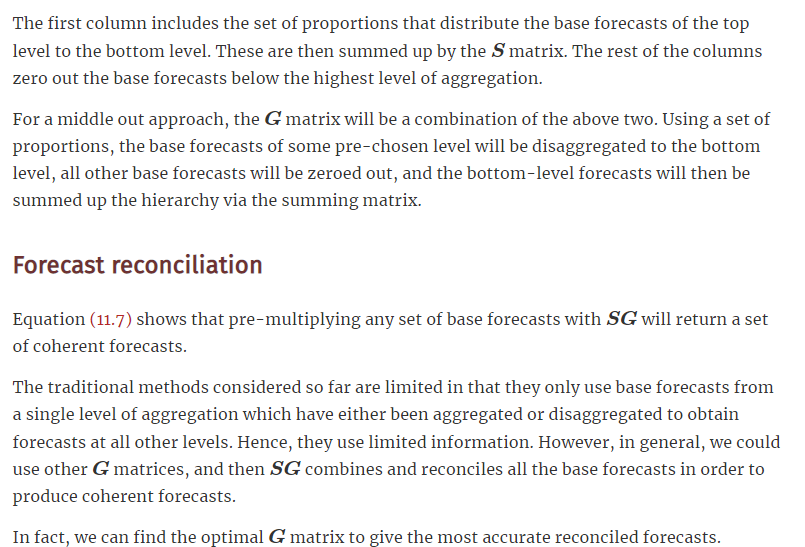 The first column includes the set of proportions that distribute the base forecasts of the top
level to the bottom level. These are then summed up by the S matrix. The rest of the columns
zero out the base forecasts below the highest level of aggregation.
For a middle out approach, the G matrix will be a combination of the above two. Using a set of
proportions, the base forecasts of some pre-chosen level will be disaggregated to the bottom
level, all other base forecasts will be zeroed out, and the bottom-level forecasts will then be
summed up the hierarchy via the summing matrix.
Forecast reconciliation
Equation (11.7) shows that pre-multiplying any set of base forecasts with SG will return a set
of coherent forecasts.
The traditional methods considered so far are limited in that they only use base forecasts from
a single level of aggregation which have either been aggregated or disaggregated to obtain
forecasts at all other levels. Hence, they use limited information. However, in general, we could
use other G matrices, and then SG combines and reconciles all the base forecasts in order to
produce coherent forecasts.
In fact, we can find the optimal G matrix to give the most accurate reconciled forecasts.